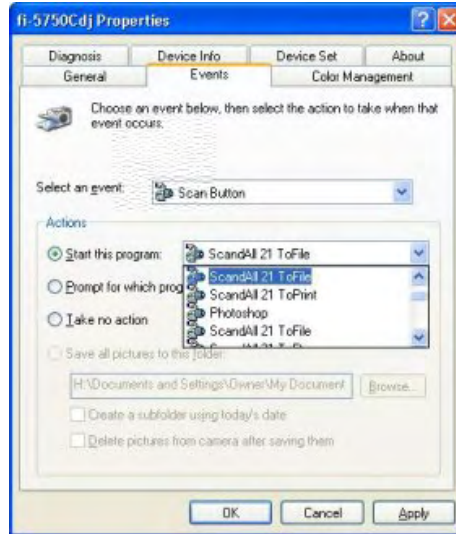 fi-5750Cdj Properties
Diagnosis Device Info Device Set About
General Events Color Management
Choose an event below, then select the action to take when that
event occurs.
Select an event: Scan Button
Actions
Start this program: ScandAll 21 ToFile
ScandAll 21 ToFile
Prompt for which prog
ScandAll 21 ToPrint
Photoshop
Take no action
ScandAll 21 ToFile
Save all pictures to this folder:
H:\Documents and Settings\Owner\My Document Browse...
Create a subfolder using today's date
Delete pictures from camera after saving them
OK Cancel Apply